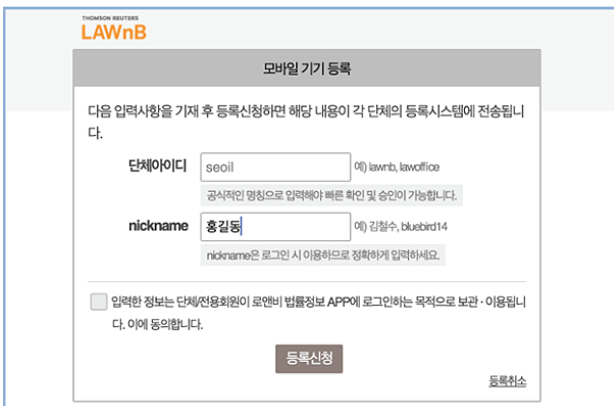 THOMSON REUTERS
LAWnB
모바일 기기 등록
다음 입력사항을 기재 후 등록신청하면 해당 내용이 각 단체의 등록시스템에 전송됩니
다.
단체아이디 seoil 예) lawnb, lawoffice
공식적인 명칭으로 입력해야 빠른 확인 및 승인이 가능합니다.
nickname 홍길동 예) 김철수, bluebird14
nickname은 로그인 시 이용하므로 정확하게 입력하세요.
입력한 정보는 단체/전용회원이 로앤비 법률정보 APP에 로그인하는 목적으로 보관·이용됩니
다. 이에 동의합니다.
등록신청
등록취소